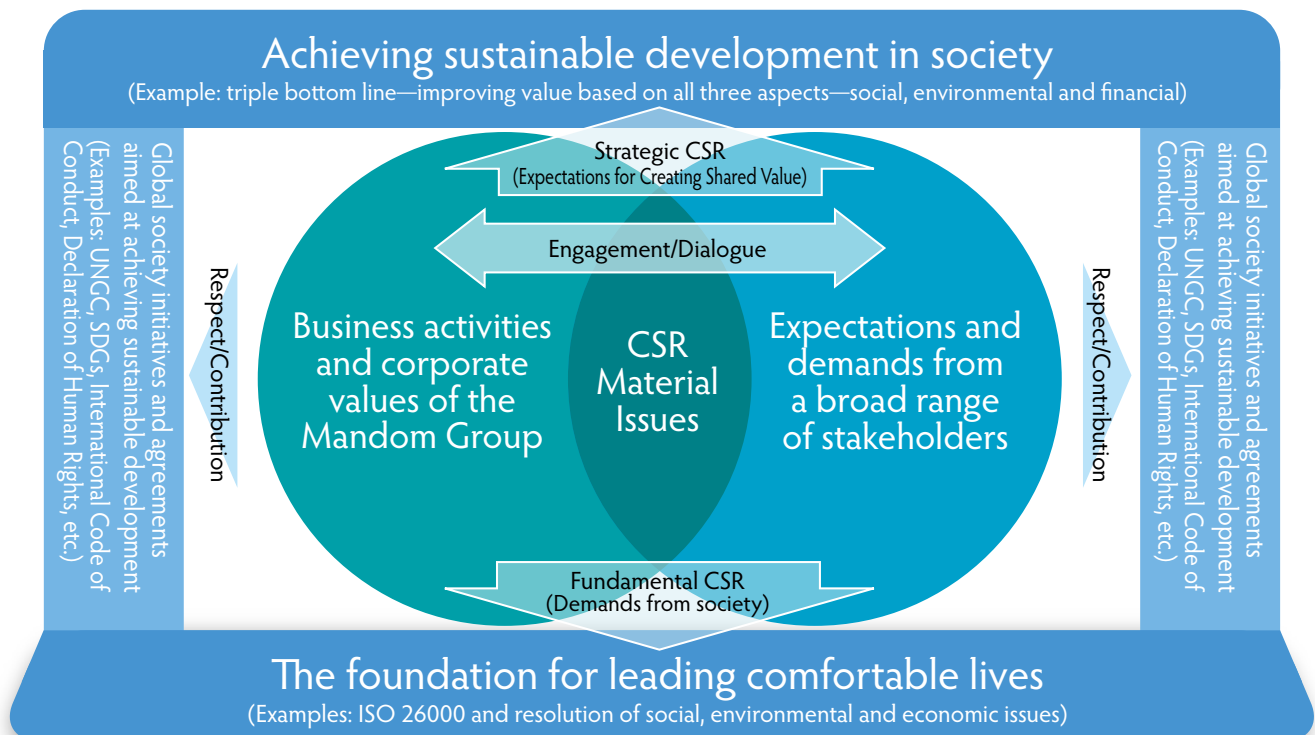 Achieving sustainable development in society
(Example: triple bottom line—improving value based on all three aspects—social, environmental and financial)
Global society initiatives and agreements
aimed at achieving sustainable development
(Examples: UNGC, SDGs, International Code of
Conduct, Declaration of Human Rights, etc.)
Respect/Contribution
Strategic CSR
(Expectations for Creating Shared Value)
Engagement/Dialogue
Business activities
and corporate
values of the
Mandom Group
CSR
Material
Issues
Expectations and
demands from
a broad range
of stakeholders
Fundamental CSR
(Demands from society)
Respect/Contribution
Global society initiatives and agreements
aimed at achieving sustainable development
(Examples: UNGC, SDGs, International Code of
Conduct, Declaration of Human Rights, etc.)
The foundation for leading comfortable lives
(Examples: ISO 26000 and resolution of social, environmental and economic issues)